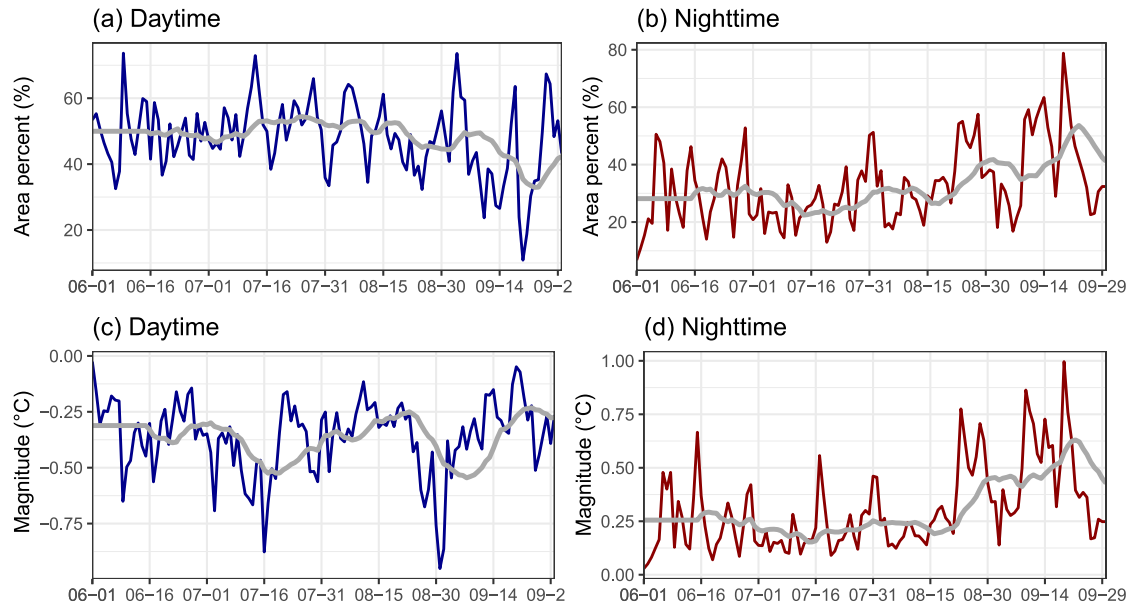 (a) Daytime
Area percent (%)
60
40
20
06−01 06−16 07−01 07−16 07−31 08−15 08−30 09−14 09−2
(b) Nighttime
Area percent (%)
80
60
40
20
06−01 06−16 07−01 07−16 07−31 08−15 08−30 09−14 09−29
(c) Daytime
Magnitude (°C)
0.00
−0.25
−0.50
−0.75
06−01 06−16 07−01 07−16 07−31 08−15 08−30 09−14 09−2
(d) Nighttime
Magnitude (°C)
1.00
0.75
0.50
0.25
0.00
06−01 06−16 07−01 07−16 07−31 08−15 08−30 09−14 09−29